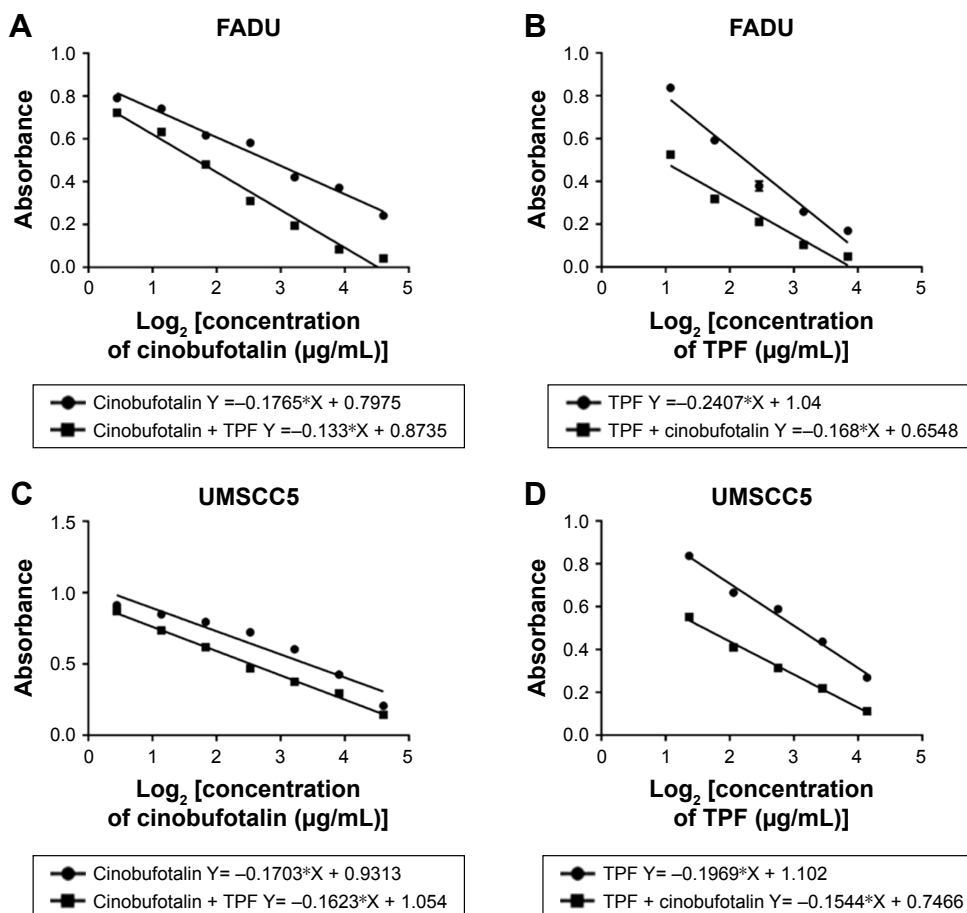 A
FADU
1.0
0.8
0.6
0.4
0.2
0.0
Absorbance
0 1 2 3 4 5
Log2 [concentration
of cinobufotalin (µg/mL)]
Cinobufotalin Y =–0.1765*X + 0.7975
Cinobufotalin + TPF Y =–0.133*X + 0.8735
B
FADU
1.0
0.8
0.6
0.4
0.2
0.0
Absorbance
0 1 2 3 4 5
Log2 [concentration
of TPF (µg/mL)]
TPF Y =–0.2407*X + 1.04
TPF + cinobufotalin Y =–0.168*X + 0.6548
C
UMSCC5
1.5
1.0
0.5
0.0
Absorbance
0 1 2 3 4 5
Log2 [concentration
of cinobufotalin (µg/mL)]
Cinobufotalin Y= –0.1703*X + 0.9313
Cinobufotalin + TPF Y= –0.1623*X + 1.054
D
UMSCC5
1.0
0.8
0.6
0.4
0.2
0.0
Absorbance
0 1 2 3 4 5
Log2 [concentration
of TPF (µg/mL)]
TPF Y= –0.1969*X + 1.102
TPF + cinobufotalin Y= –0.1544*X + 0.7466